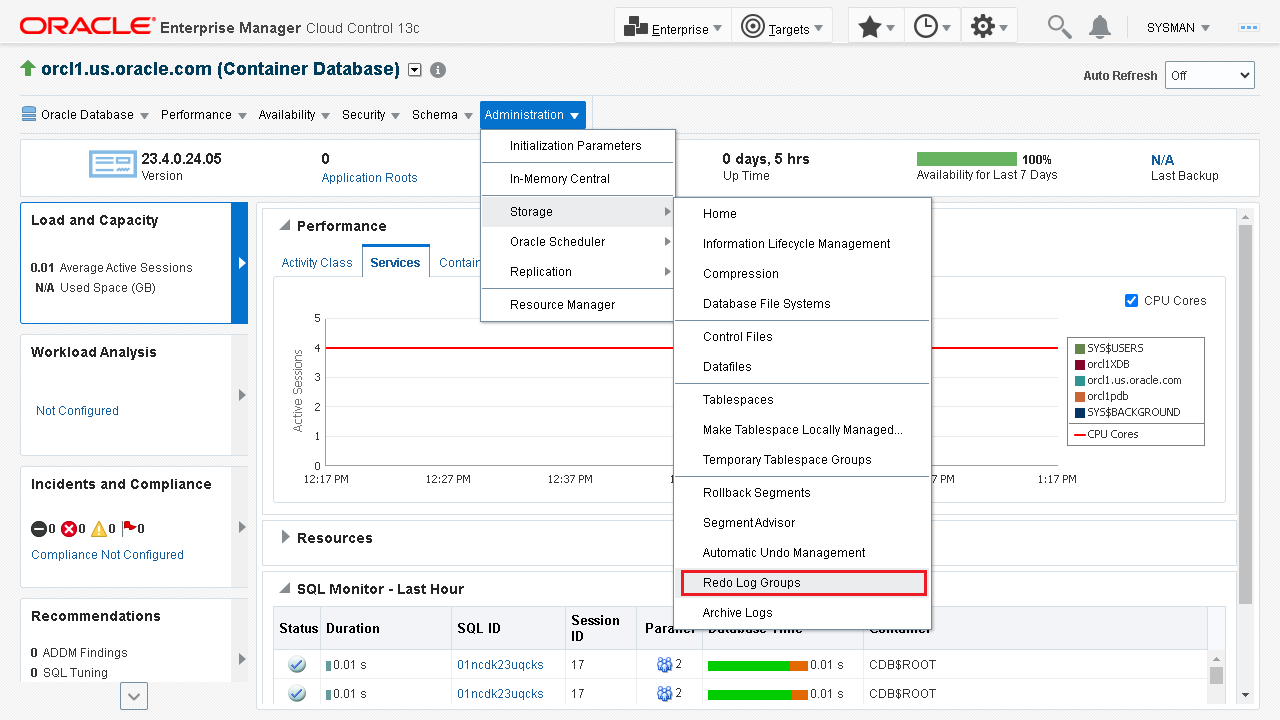 ORACLE Enterprise Manager Cloud Control 13c
Enterprise
Targets
SYSMAN
orcl1.us.oracle.com (Container Database)
Auto Refresh Off
Oracle Database Performance Availability Security Schema Administration
23.4.0.24.05
Version
0
Application Roots
0 days, 5 hrs
Up Time
100%
Availability for Last 7 Days
N/A
Last Backup
Initialization Parameters
In-Memory Central
Storage
Oracle Scheduler
Replication
Resource Manager
Home
Information Lifecycle Management
Compression
Database File Systems
Control Files
Datafiles
Tablespaces
Make Tablespace Locally Managed...
Temporary Tablespace Groups
Rollback Segments
Segment Advisor
Automatic Undo Management
Redo Log Groups
Archive Logs
Load and Capacity
0.01 Average Active Sessions
N/A Used Space (GB)
Workload Analysis
Not Configured
Incidents and Compliance
0 0 0 0
Compliance Not Configured
Recommendations
0 ADDM Findings
0 SQL Tuning
Performance
Activity Class Services
CPU Cores
Active Sessions
5
4
3
2
1
0
12:17 PM 12:27 PM 12:37 PM 1:17 PM
SYS$USERS
orcl1XDB
orcl1.us.oracle.com
orcl1pdb
SYS$BACKGROUND
CPU Cores
Resources
SQL Monitor - Last Hour
Status Duration SQL ID Session ID
0.01 s 01ncdk23uqcks 17 2 0.01 s CDB$ROOT
0.01 s 01ncdk23uqcks 17 2 0.01 s CDB$ROOT